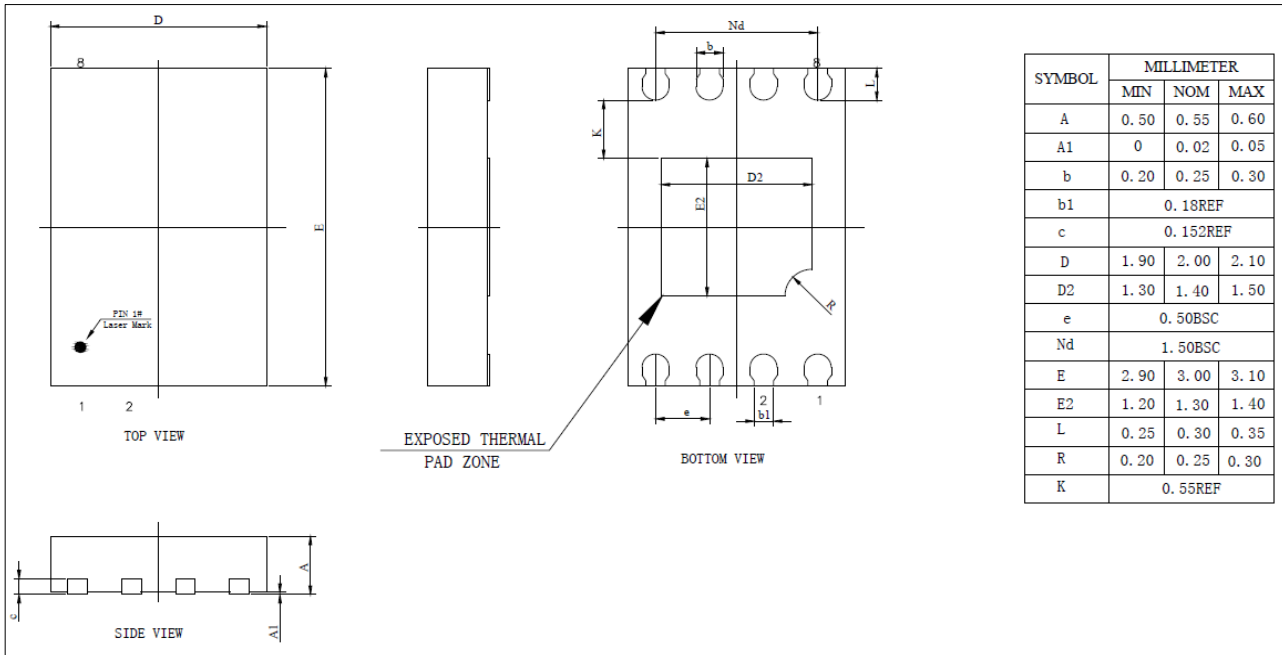 D
8
E
PIN 1#
Laser Mark
1 2
TOP VIEW
Nd
b
8
L
K
D2
E2
R
2 1
e
b1
EXPOSED THERMAL
PAD ZONE
BOTTOM VIEW
A
c
A1
SIDE VIEW
SYMBOL MILLIMETER
MIN NOM MAX
A 0.50 0.55 0.60
A1 0 0.02 0.05
b 0.20 0.25 0.30
b1 0.18REF
c 0.152REF
D 1.90 2.00 2.10
D2 1.30 1.40 1.50
e 0.50BSC
Nd 1.50BSC
E 2.90 3.00 3.10
E2 1.20 1.30 1.40
L 0.25 0.30 0.35
R 0.20 0.25 0.30
K 0.55REF